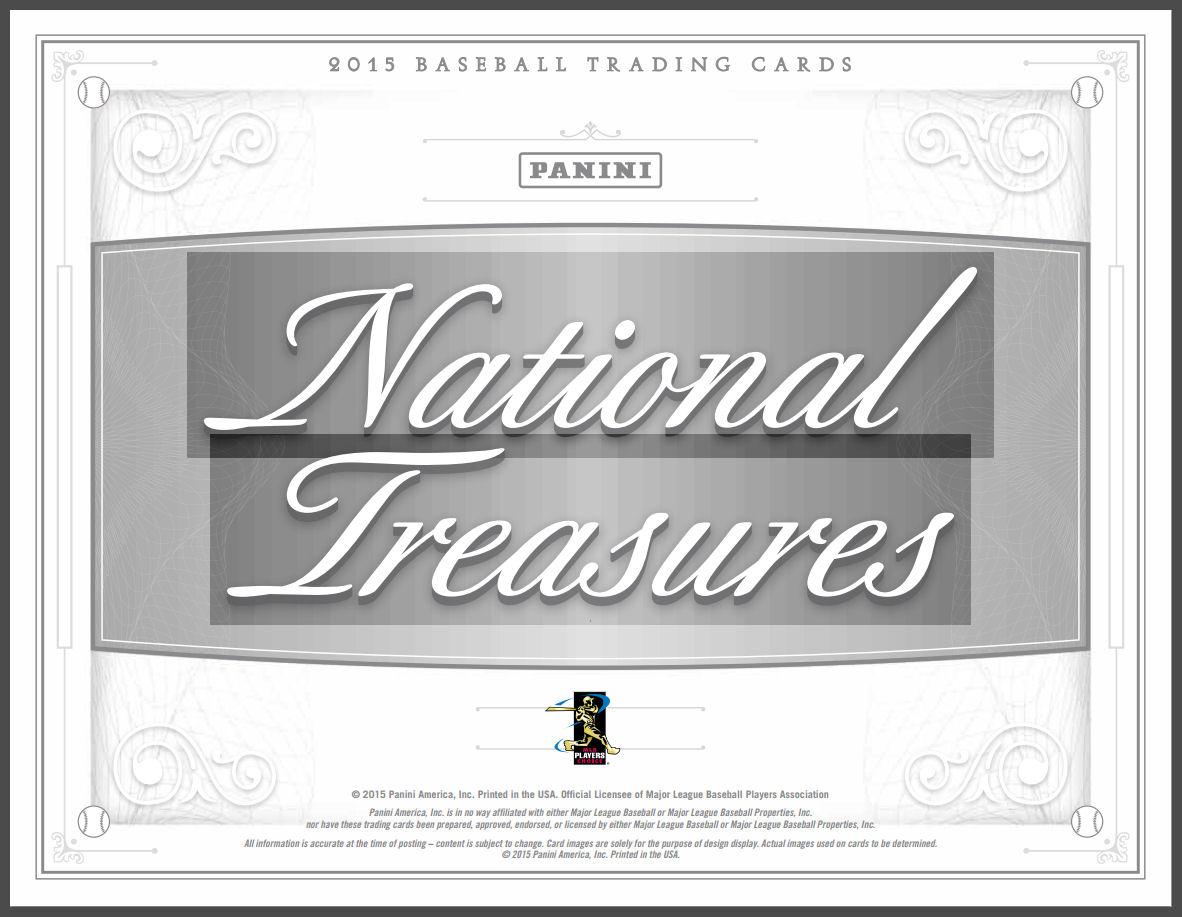 2015 BASEBALL TRADING CARDS
PANINI
National
Treasures
MLB
PLAYERS
CHOICE
© 2015 Panini America, Inc. Printed in the USA. Official Licensee of Major League Baseball Players Association
Panini America, Inc. is in no way affiliated with either Major League Baseball or Major League Baseball Properties, Inc.
nor have these trading cards been prepared, approved, endorsed, or licensed by either Major League Baseball or Major League Baseball Properties, Inc.
All information is accurate at the time of posting – content is subject to change. Card images are solely for the purpose of design display. Actual images used on cards to be determined.
© 2015 Panini America, Inc. Printed in the USA.